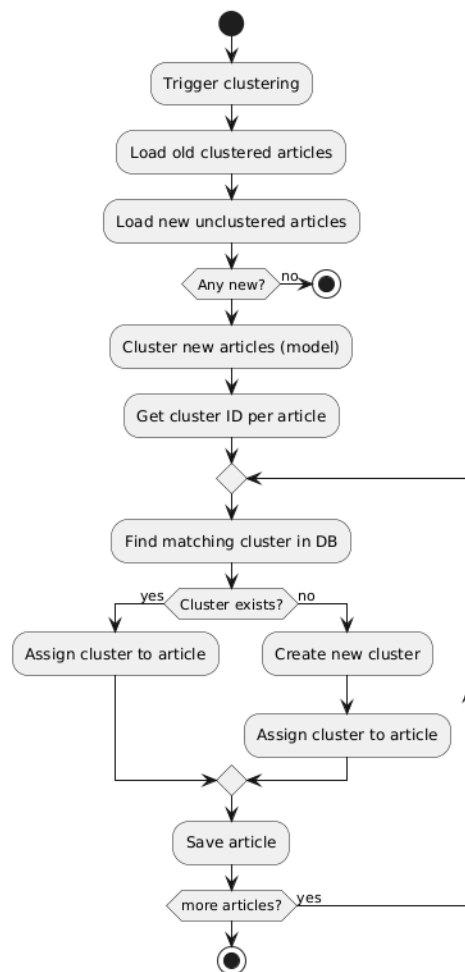 Trigger clustering
Load old clustered articles
Load new unclustered articles
Any new?
no
Cluster new articles (model)
Get cluster ID per article
Find matching cluster in DB
yes
Cluster exists?
no
Assign cluster to article
Create new cluster
Assign cluster to article
Save article
more articles?
yes